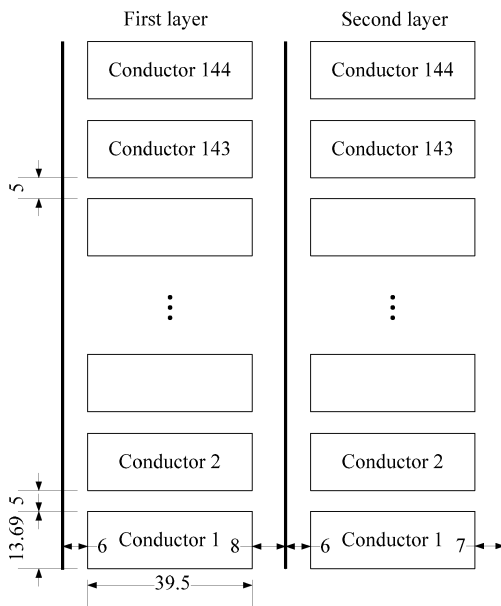 First layer Second layer
Conductor 144 Conductor 144
Conductor 143 Conductor 143
5
Conductor 2 Conductor 2
5
13.69
6 Conductor 1 8 6 Conductor 1 7
39.5